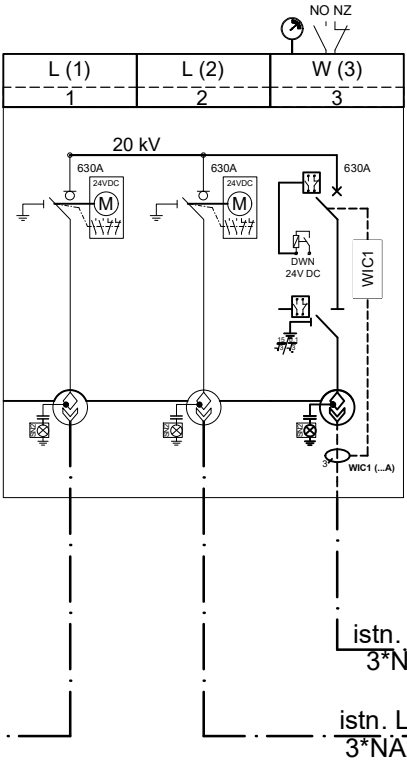 NO NZ
L (1) L (2) W (3)
1 2 3
20 kV
630A 630A 630A
24VDC 24VDC
M M
DWN
24V DC
WIC1
3
WIC1 (...A)
istn.
3*N
istn. L
3*NA